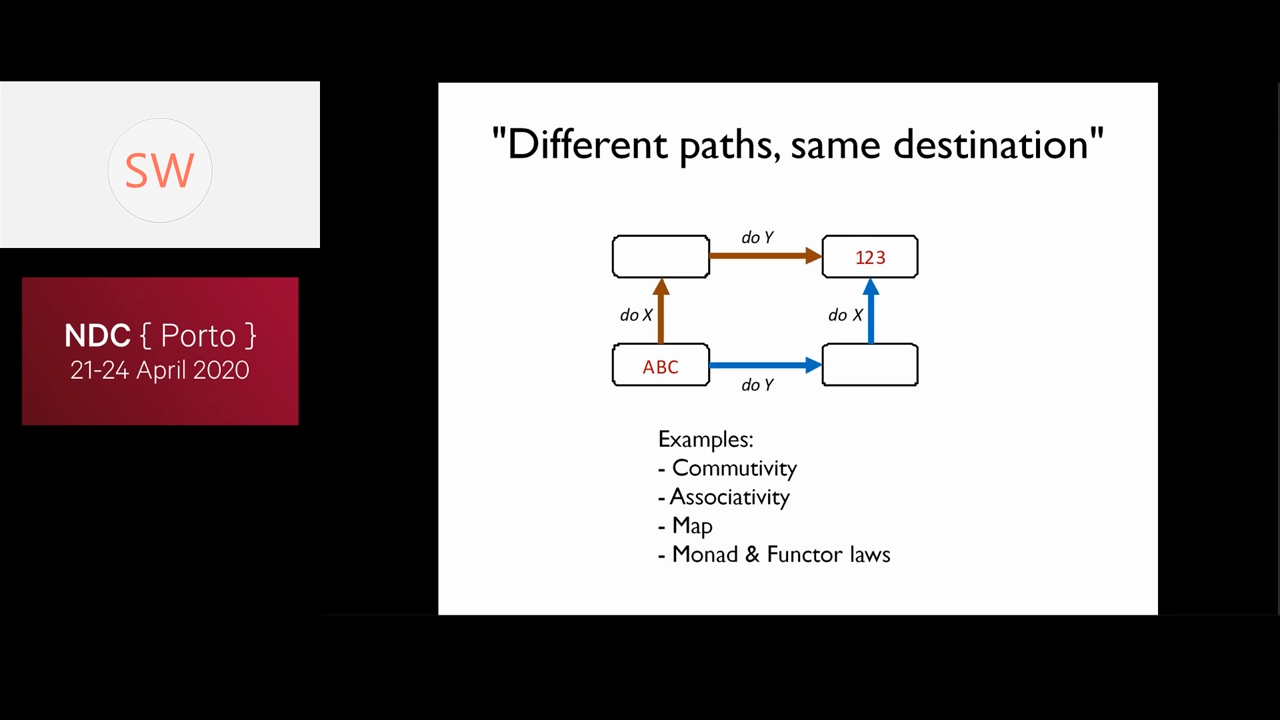 SW
NDC { Porto }
21-24 April 2020
"Different paths, same destination"
do Y
123
do X
do X
ABC
do Y
Examples:
- Commutivity
- Associativity
- Map
- Monad & Functor laws